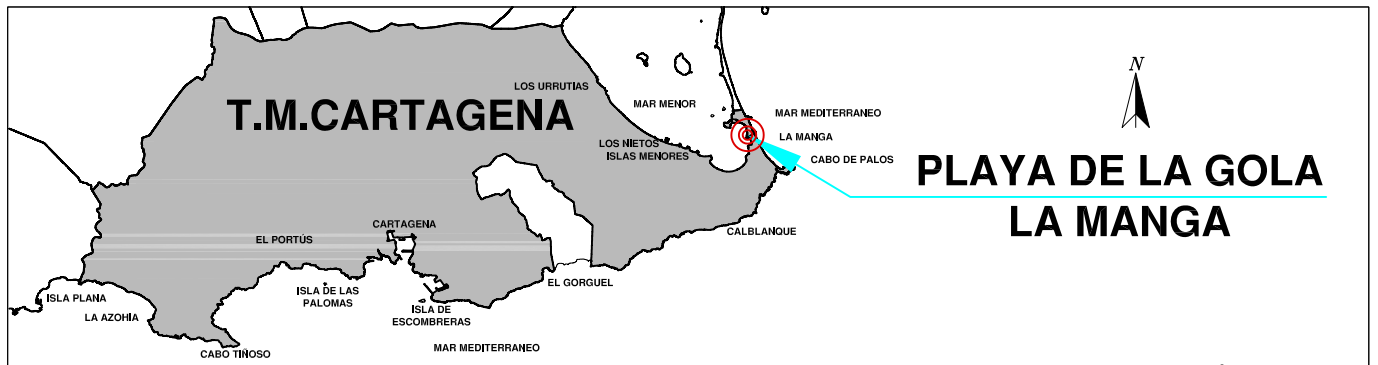 LOS URRUTIAS
T.M.CARTAGENA
MAR MENOR
N
MAR MEDITERRANEO
LOS NIETOS
LA MANGA
ISLAS MENORES
CABO DE PALOS
PLAYA DE LA GOLA
LA MANGA
CARTAGENA
CALBLANQUE
EL PORTÚS
EL GORGUEL
ISLA DE LAS
PALOMAS
ISLA PLANA
ISLA DE
ESCOMBRERAS
LA AZOHIA
MAR MEDITERRANEO
CABO TIÑOSO